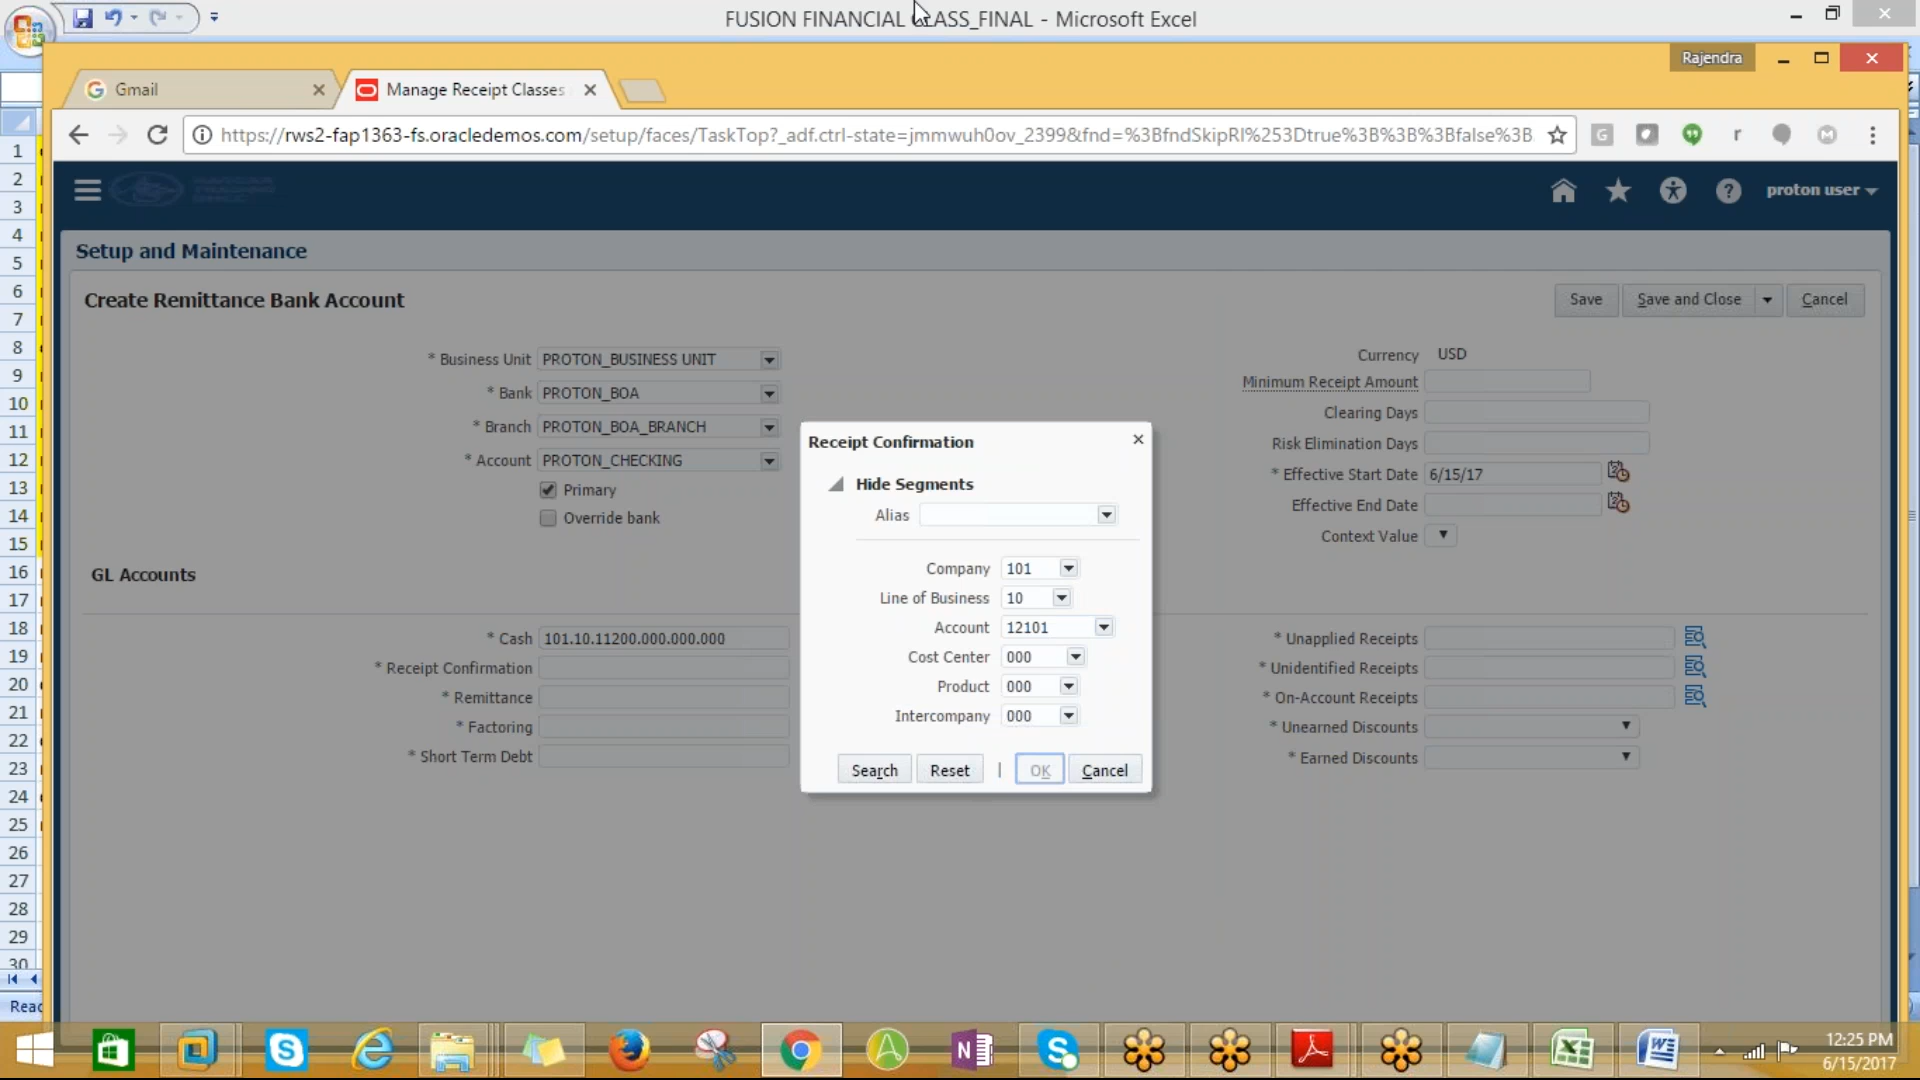 FUSION FINANCIAL CLASS_FINAL - Microsoft Excel
Rajendra
Gmail
Manage Receipt Classes
https://rws2-fap1363-fs.oracledemos.com/setup/faces/TaskTop?_adf.ctrl-state=jmmwuh0ov_2399&fnd=%3BfndSkipRI%253Dtrue%3B%3B%3Bfalse%3B
proton user
Setup and Maintenance
Create Remittance Bank Account
Save
Save and Close
Cancel
* Business Unit PROTON_BUSINESS UNIT
* Bank PROTON_BOA
* Branch PROTON_BOA_BRANCH
* Account PROTON_CHECKING
Primary
Override bank
Currency USD
Minimum Receipt Amount
Clearing Days
Risk Elimination Days
* Effective Start Date 6/15/17
Effective End Date
Context Value
GL Accounts
* Cash 101.10.11200.000.000.000
* Receipt Confirmation
* Remittance
* Factoring
* Short Term Debt
* Unapplied Receipts
* Unidentified Receipts
* On-Account Receipts
* Unearned Discounts
* Earned Discounts
Receipt Confirmation
Hide Segments
Alias
Company 101
Line of Business 10
Account 12101
Cost Center 000
Product 000
Intercompany 000
Search
Reset
OK
Cancel
1
2
3
4
5
6
7
8
9
10
11
12
13
14
15
16
17
18
19
20
21
22
23
24
25
26
27
28
29
30
Read
12:25 PM
6/15/2017